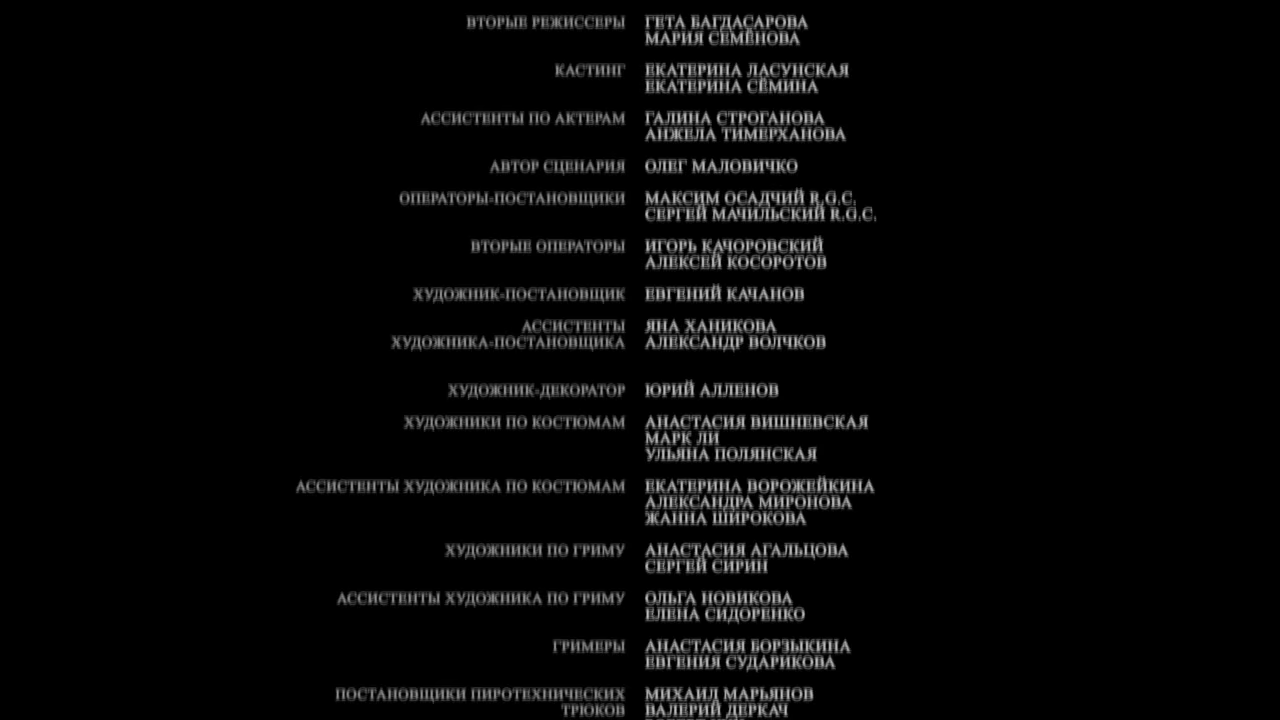 ВТОРЫЕ РЕЖИССЕРЫ ГЕТА БАГДАСАРОВА
МАРИЯ СЕМЁНОВА
КАСТИНГ ЕКАТЕРИНА ЛАСУНСКАЯ
ЕКАТЕРИНА СЁМИНА
АССИСТЕНТЫ ПО АКТЕРАМ ГАЛИНА СТРОГАНОВА
АНЖЕЛА ТИМЕРХАНОВА
АВТОР СЦЕНАРИЯ ОЛЕГ МАЛОВИЧКО
ОПЕРАТОРЫ-ПОСТАНОВЩИКИ МАКСИМ ОСАДЧИЙ R.G.C.
СЕРГЕЙ МАЧИЛЬСКИЙ R.G.C.
ВТОРЫЕ ОПЕРАТОРЫ ИГОРЬ КАЧОРОВСКИЙ
АЛЕКСЕЙ КОСОРОТОВ
ХУДОЖНИК-ПОСТАНОВЩИК ЕВГЕНИЙ КАЧАНОВ
АССИСТЕНТЫ ЯНА ХАНИКОВА
ХУДОЖНИКА-ПОСТАНОВЩИКА АЛЕКСАНДР ВОЛЧКОВ
ХУДОЖНИК-ДЕКОРАТОР ЮРИЙ АЛЛЕНОВ
ХУДОЖНИКИ ПО КОСТЮМАМ АНАСТАСИЯ ВИШНЕВСКАЯ
МАРК ЛИ
УЛЬЯНА ПОЛЯНСКАЯ
АССИСТЕНТЫ ХУДОЖНИКА ПО КОСТЮМАМ ЕКАТЕРИНА ВОРОЖЕЙКИНА
АЛЕКСАНДРА МИРОНОВА
ЖАННА ШИРОКОВА
ХУДОЖНИКИ ПО ГРИМУ АНАСТАСИЯ АГАЛЬЦОВА
СЕРГЕЙ СИРИН
АССИСТЕНТЫ ХУДОЖНИКА ПО ГРИМУ ОЛЬГА НОВИКОВА
ЕЛЕНА СИДОРЕНКО
ГРИМЕРЫ АНАСТАСИЯ БОРЗЫКИНА
ЕВГЕНИЯ СУДАРИКОВА
ПОСТАНОВЩИКИ ПИРОТЕХНИЧЕСКИХ МИХАИЛ МАРЬЯНОВ
ТРЮКОВ ВАЛЕРИЙ ДЕРКАЧ